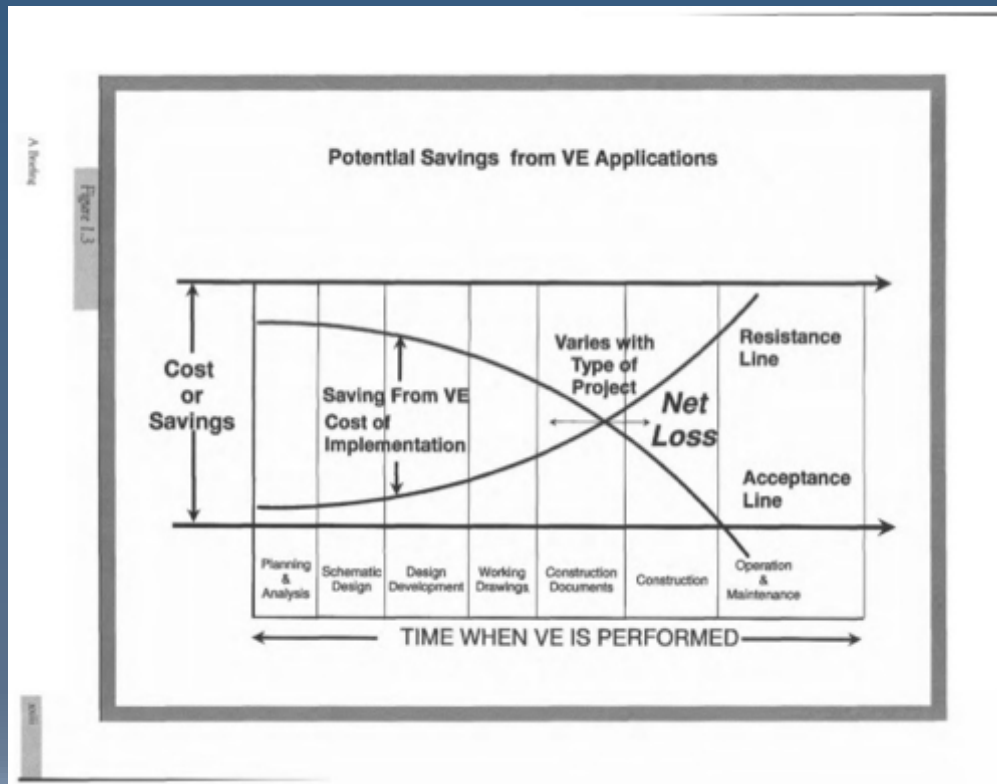 A Briefing
Figure 1.3
Potential Savings from VE Applications
Cost
or
Savings
Saving From VE
Cost of
Implementation
Varies with
Type of
Project
Net
Loss
Resistance
Line
Acceptance
Line
Planning
&
Analysis
Schematic
Design
Design
Development
Working
Drawings
Construction
Documents
Construction
Operation
&
Maintenance
TIME WHEN VE IS PERFORMED